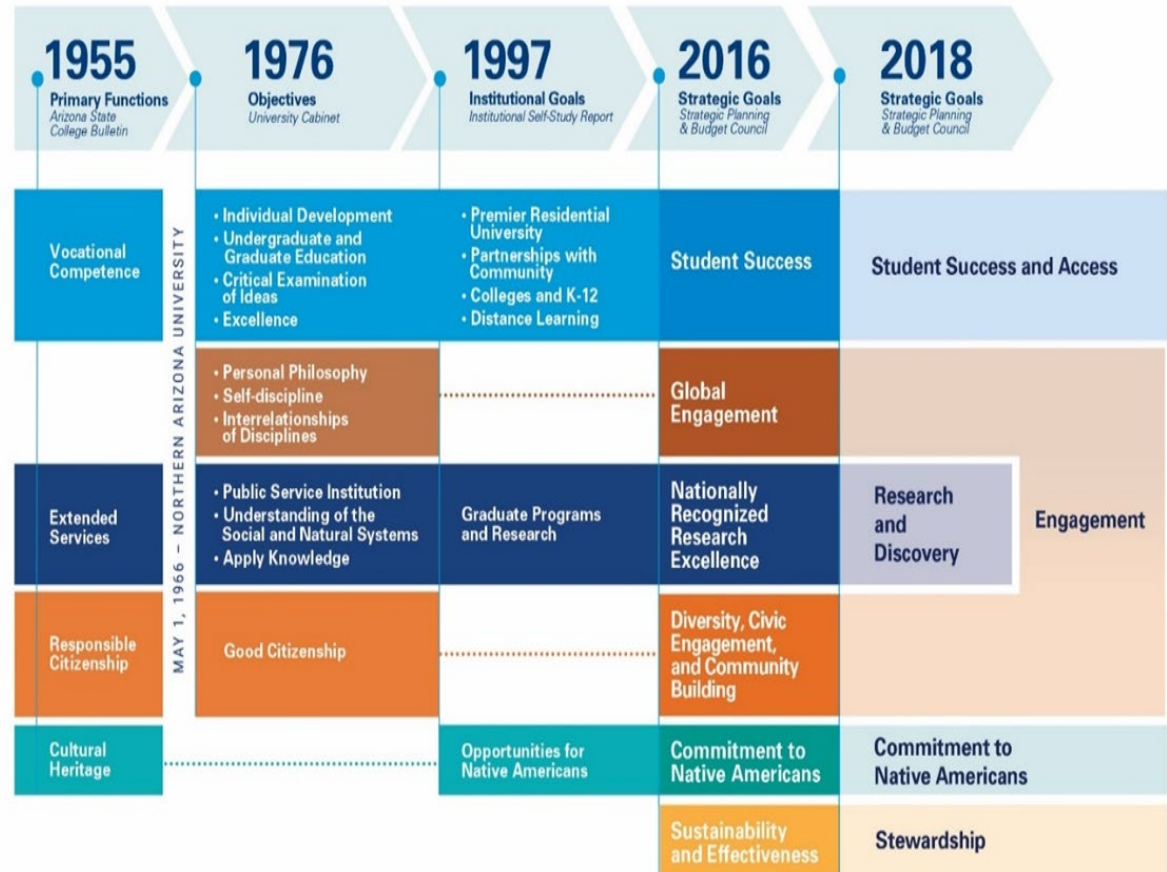 1955
Primary Functions
Arizona State
College Bulletin
1976
Objectives
University Cabinet
1997
Institutional Goals
Institutional Self-Study Report
2016
Strategic Goals
Strategic Planning
& Budget Council
2018
Strategic Goals
Strategic Planning
& Budget Council
MAY 1, 1966 – NORTHERN ARIZONA UNIVERSITY
Vocational
Competence
• Individual Development
• Undergraduate and
Graduate Education
• Critical Examination
of Ideas
• Excellence
• Premier Residential
University
• Partnerships with
Community
• Colleges and K-12
• Distance Learning
Student Success
Student Success and Access
• Personal Philosophy
• Self-discipline
• Interrelationships
of Disciplines
Global
Engagement
Extended
Services
• Public Service Institution
• Understanding of the
Social and Natural Systems
• Apply Knowledge
Graduate Programs
and Research
Nationally
Recognized
Research
Excellence
Research
and
Discovery
Engagement
Responsible
Citizenship
Good Citizenship
Diversity, Civic
Engagement,
and Community
Building
Cultural
Heritage
Opportunities for
Native Americans
Commitment to
Native Americans
Commitment to
Native Americans
Sustainability
and Effectiveness
Stewardship